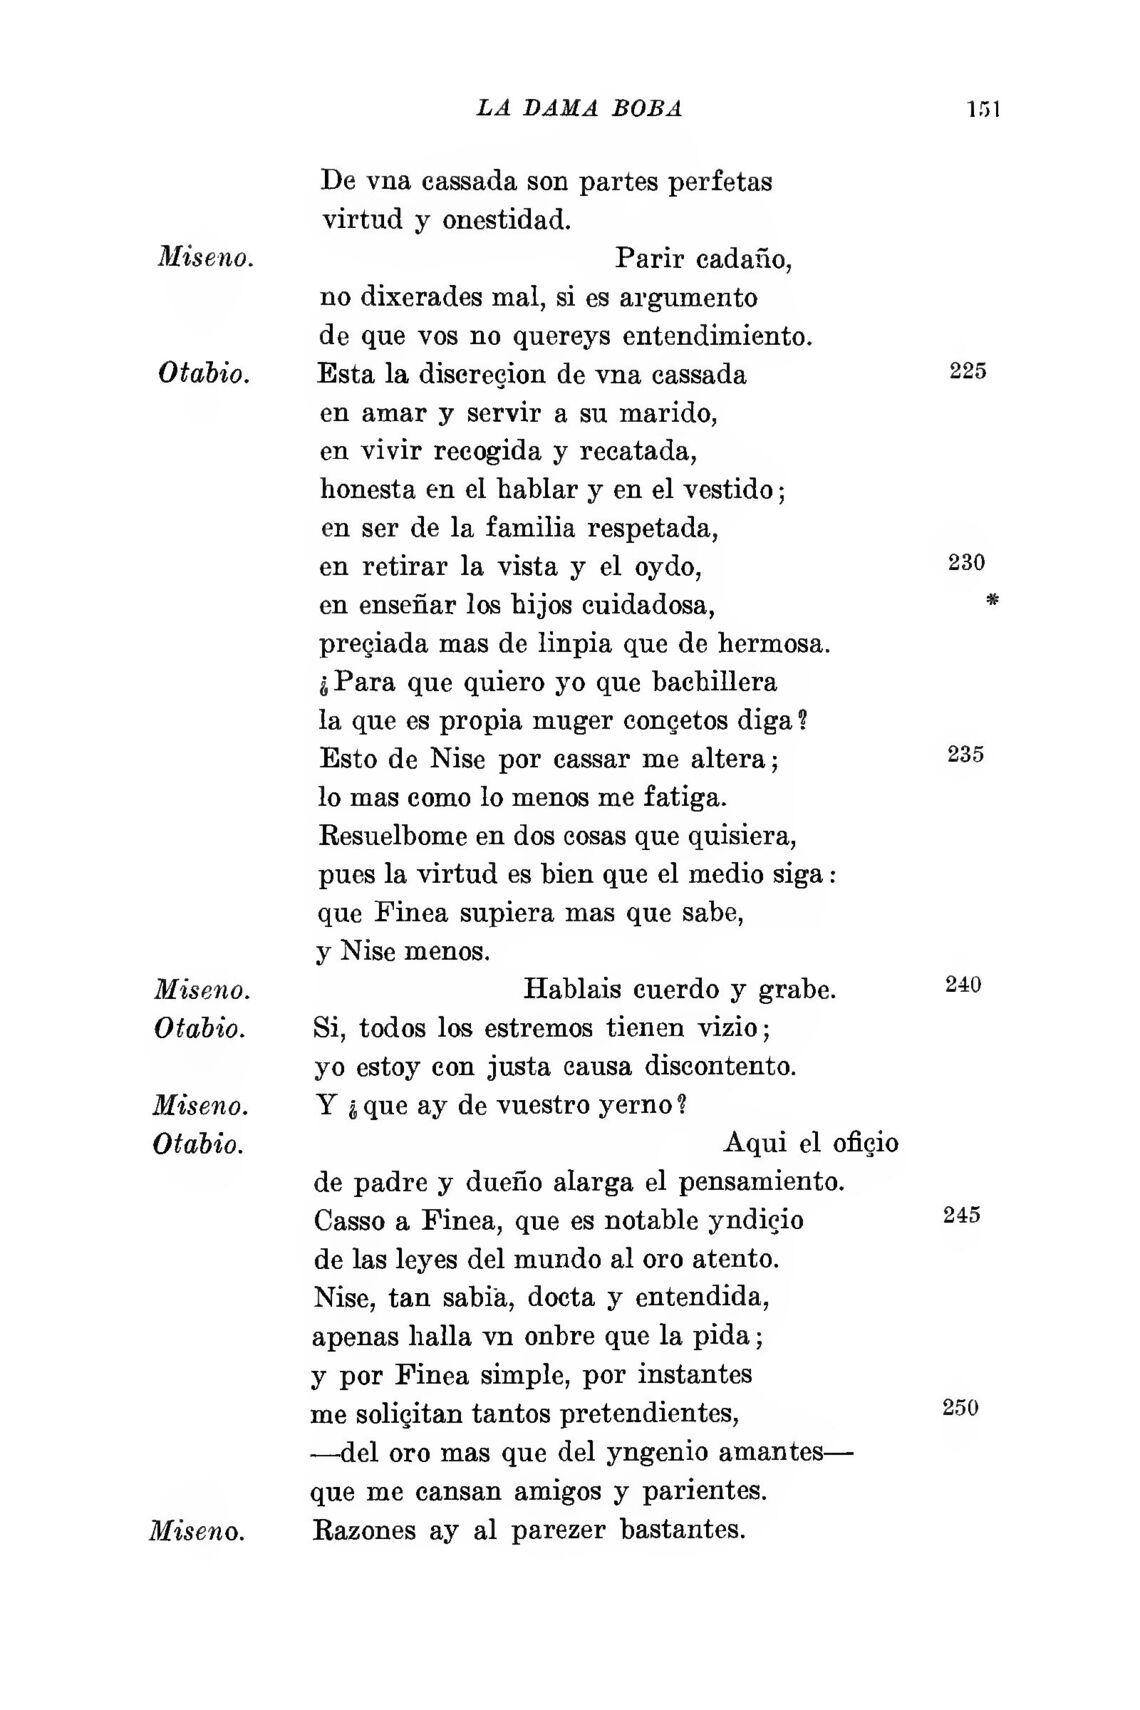 LA DAMA BOBA 151
De vna cassada son partes perfetas
virtud y onestidad.
Miseno. Parir cadaño,
no dixerades mal, si es argumento
de que vos no quereys entendimiento.
Otabio. Esta la discreçion de vna cassada 225
en amar y servir a su marido,
en vivir recogida y recatada,
honesta en el hablar y en el vestido;
en ser de la familia respetada,
en retirar la vista y el oydo, 230
en enseñar los hijos cuidadosa, *
preçiada mas de linpia que de hermosa.
¿Para que quiero yo que bachillera
la que es propia muger conçetos diga?
Esto de Nise por cassar me altera; 235
lo mas como lo menos me fatiga.
Resuelbome en dos cosas que quisiera,
pues la virtud es bien que el medio siga:
que Finea supiera mas que sabe,
y Nise menos.
Miseno. Hablais cuerdo y grabe. 240
Otabio. Si, todos los estremos tienen vizio;
yo estoy con justa causa discontento.
Miseno. Y ¿que ay de vuestro yerno?
Otabio. Aqui el ofiçio
de padre y dueño alarga el pensamiento.
Casso a Finea, que es notable yndiçio 245
de las leyes del mundo al oro atento.
Nise, tan sabia, docta y entendida,
apenas halla vn onbre que la pida;
y por Finea simple, por instantes
me soliçitan tantos pretendientes, 250
—del oro mas que del yngenio amantes—
que me cansan amigos y parientes.
Miseno. Razones ay al parezer bastantes.